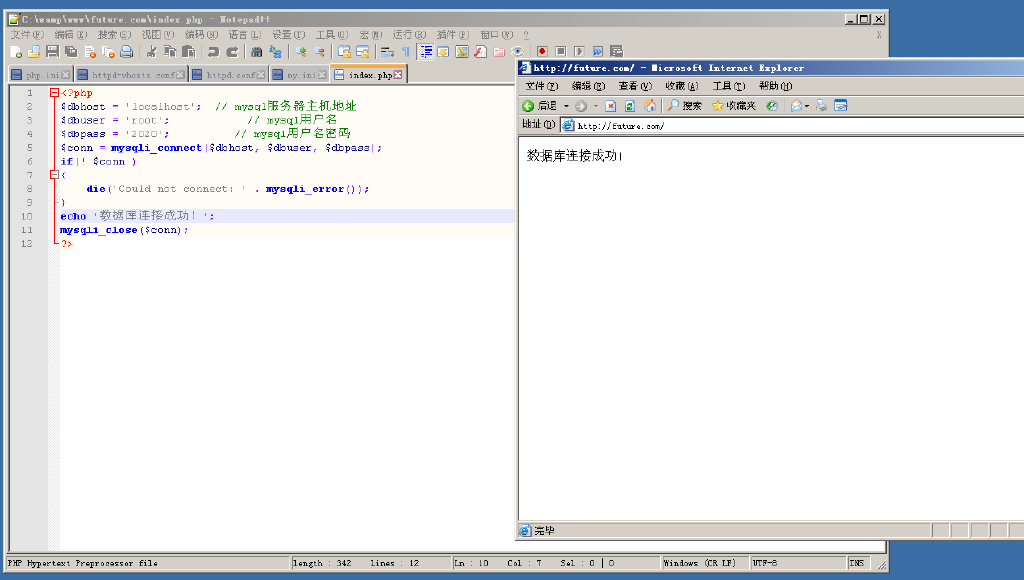 C:\wamp\www\future.com\index.php - Notepad++
文件(F) 编辑(E) 搜索(S) 视图(V) 编码(N) 语言(L) 设置(T) 工具(O) 宏(M) 运行(R) 插件(P) 窗口(W) ? X
php.ini httpd-vhosts.conf httpd.conf my.ini index.php
1 <?php
2 $dbhost = 'localhost'; // mysql服务器主机地址
3 $dbuser = 'root'; // mysql用户名
4 $dbpass = '2020'; // mysql用户名密码
5 $conn = mysqli_connect($dbhost, $dbuser, $dbpass);
6 if(! $conn )
7 {
8 die('Could not connect: ' . mysqli_error());
9 }
10 echo '数据库连接成功！';
11 mysqli_close($conn);
12 ?>
PHP Hypertext Preprocessor file length : 342 lines : 12 Ln : 10 Col : 7 Sel : 0 | 0 Windows (CR LF) UTF-8 INS
http://future.com/ - Microsoft Internet Explorer
文件(F) 编辑(E) 查看(V) 收藏(A) 工具(T) 帮助(H)
后退 搜索 收藏夹
地址(D) http://future.com/
数据库连接成功！
完毕